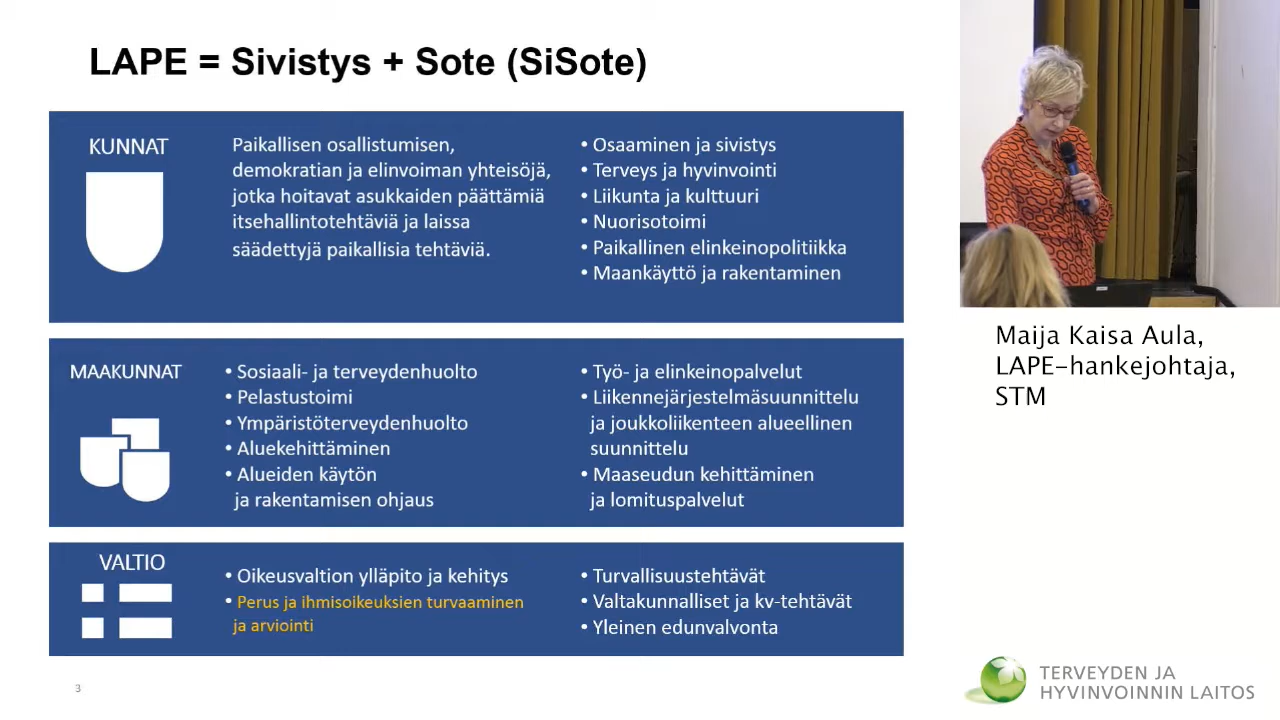 LAPE = Sivistys + Sote (SiSote)
KUNNAT
Paikallisen osallistumisen,
demokratian ja elinvoiman yhteisöjä,
jotka hoitavat asukkaiden päättämiä
itsehallintotehtäviä ja laissa
säädettyjä paikallisia tehtäviä.
• Osaaminen ja sivistys
• Terveys ja hyvinvointi
• Liikunta ja kulttuuri
• Nuorisotoimi
• Paikallinen elinkeinopolitiikka
• Maankäyttö ja rakentaminen
MAAKUNNAT
• Sosiaali- ja terveydenhuolto
• Pelastustoimi
• Ympäristöterveydenhuolto
• Aluekehittäminen
• Alueiden käytön
ja rakentamisen ohjaus
• Työ- ja elinkeinopalvelut
• Liikennejärjestelmäsuunnittelu
ja joukkoliikenteen alueellinen
suunnittelu
• Maaseudun kehittäminen
ja lomituspalvelut
VALTIO
• Oikeusvaltion ylläpito ja kehitys
• Perus ja ihmisoikeuksien turvaaminen
ja arviointi
• Turvallisuustehtävät
• Valtakunnalliset ja kv-tehtävät
• Yleinen edunvalvonta
3
Maija Kaisa Aula,
LAPE-hankejohtaja,
STM
TERVEYDEN JA
HYVINVOINNIN LAITOS